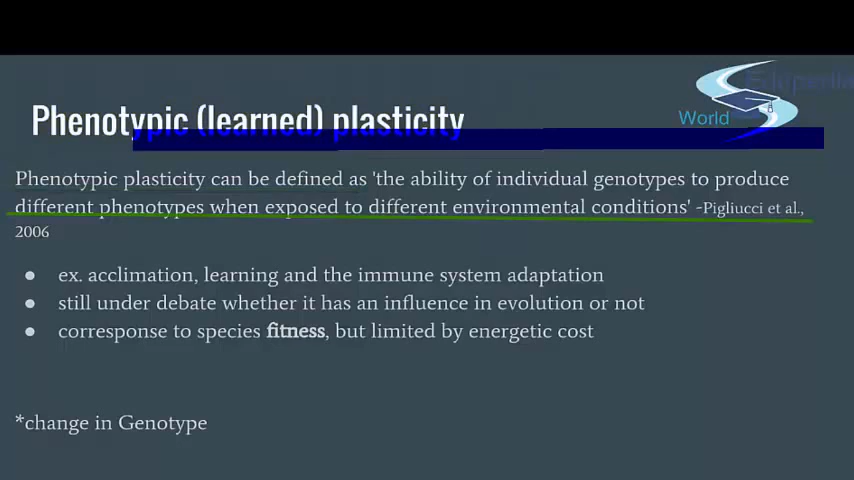 Phenotypic (learned) plasticity
World
Phenotypic plasticity can be defined as 'the ability of individual genotypes to produce
different phenotypes when exposed to different environmental conditions' -Pigliucci et al.,
2006
● ex. acclimation, learning and the immune system adaptation
● still under debate whether it has an influence in evolution or not
● corresponse to species fitness, but limited by energetic cost
*change in Genotype